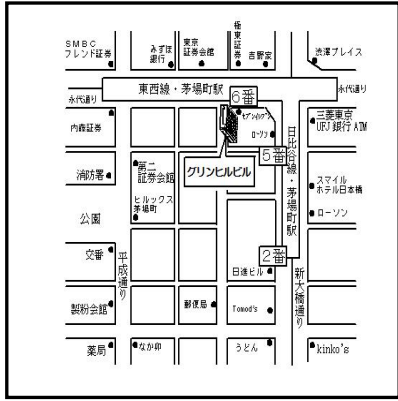 SMBC
フレンド証券
みずほ
銀行
東京
証券会館
極東証券
吉野家
渋澤プレイス
東西線・茅場町駅
永代通り
永代通り
6番
内藤証券
セブンイレブン
ローソン
三菱東京
UFJ銀行ATM
5番
日比谷線・茅場町駅
消防署
第二
証券会館
グリンヒルビル
ヒルックス
茅場町
スマイル
ホテル日本橋
ローソン
公園
交番
平成通り
2番
日進ビル
新大橋通り
製粉会館
郵便局
Tomod's
薬局
なか卯
うどん
kinko's